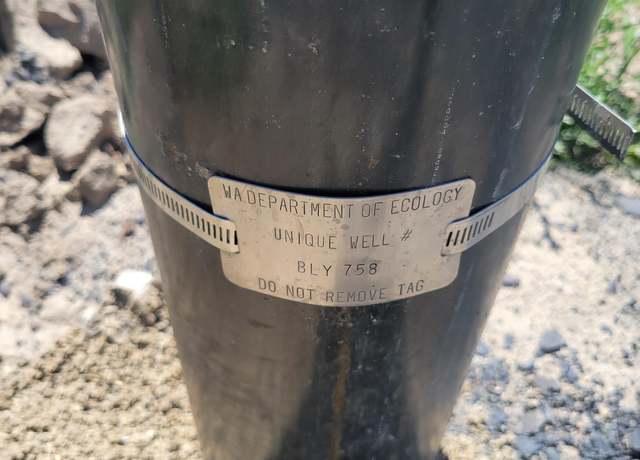 WA DEPARTMENT OF ECOLOGY
UNIQUE WELL #
BLY 758
DO NOT REMOVE TAG